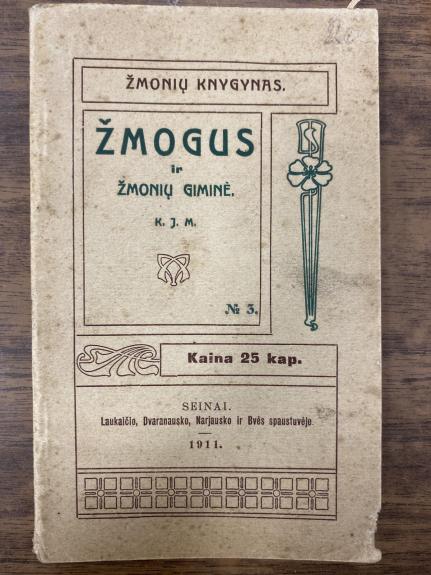 ŽMONIŲ KNYGYNAS.
ŽMOGUS
ir
ŽMONIŲ GIMINĖ.
K. J. M.
№ 3.
Kaina 25 kap.
SEINAI.
Laukaičio, Dvaranausko, Narjausko ir Bvės spaustuvėje
1911.